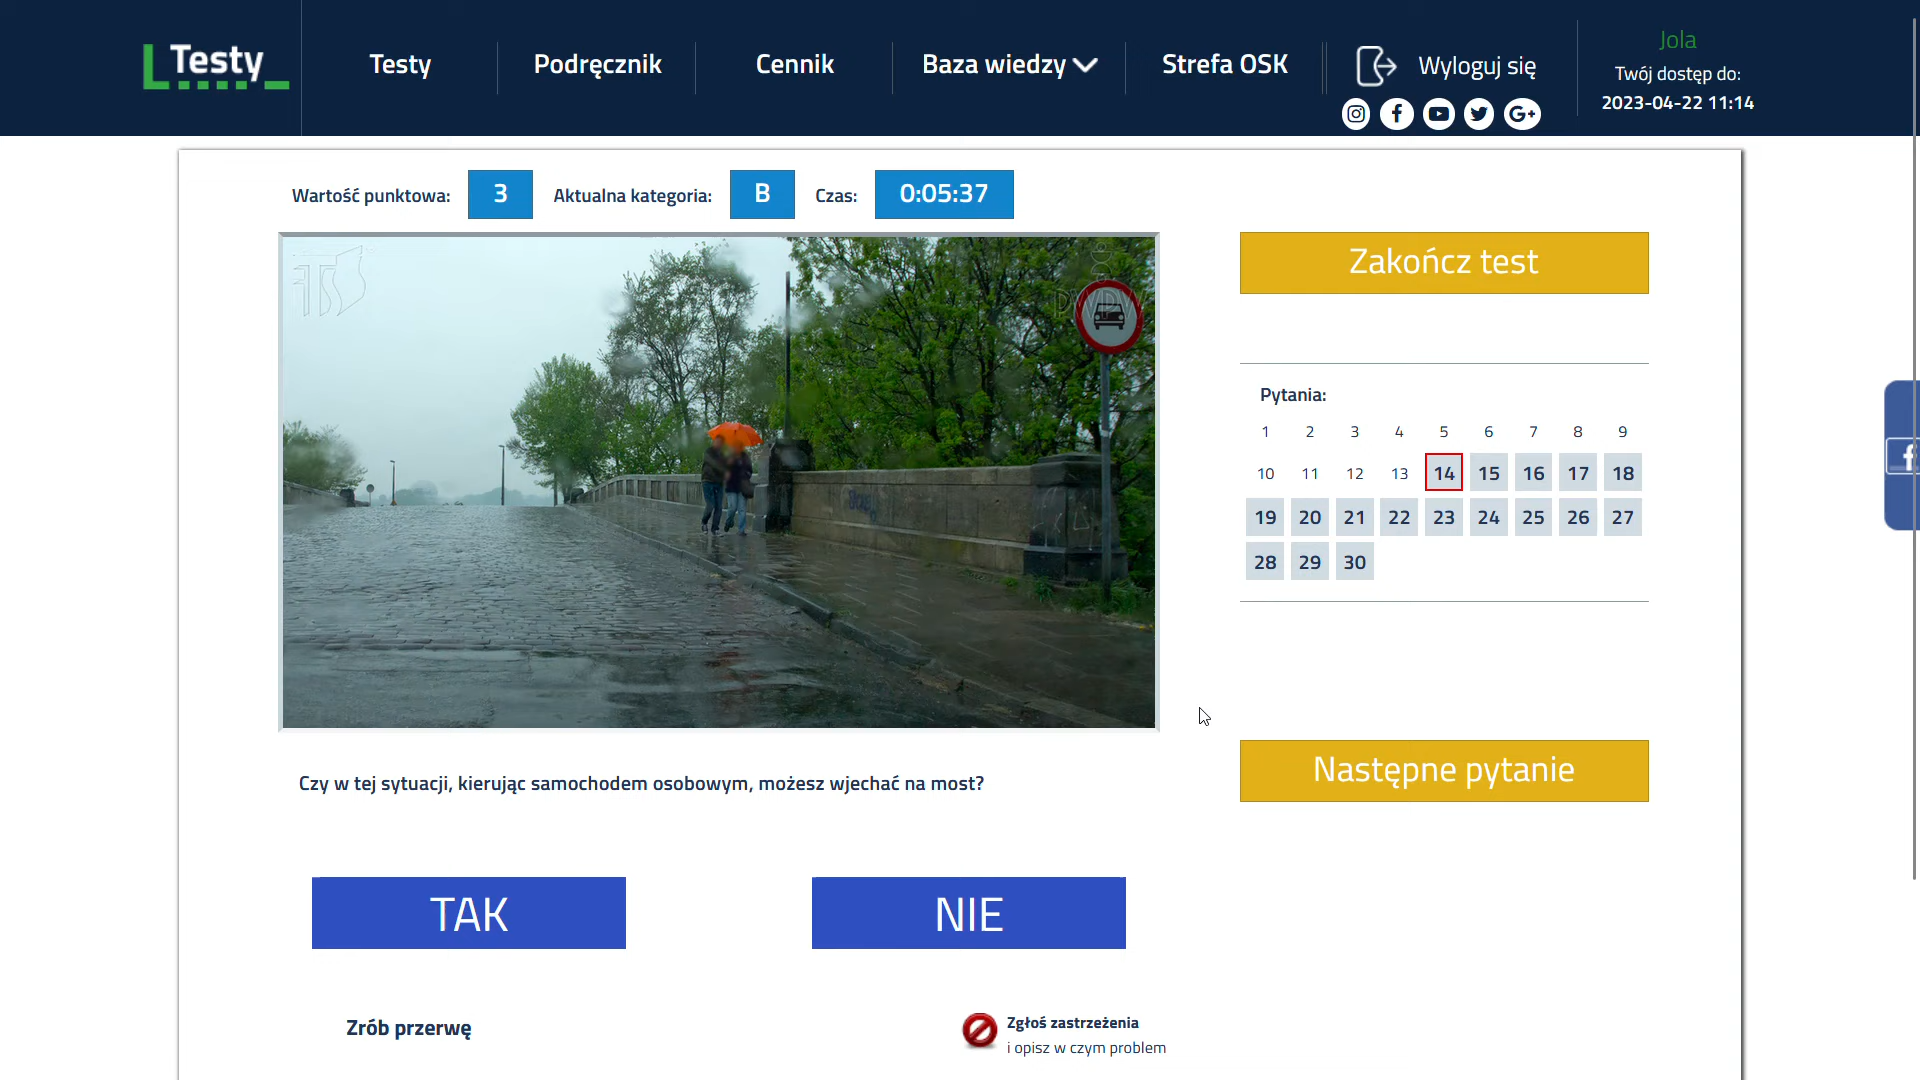 L Testy
Testy
Podręcznik
Cennik
Baza wiedzy
Strefa OSK
Wyloguj się
Jola
Twój dostęp do:
2023-04-22 11:14
Wartość punktowa: 3 Aktualna kategoria: B Czas: 0:05:37
ITS
PWPW
Zakończ test
Pytania:
1 2 3 4 5 6 7 8 9
10 11 12 13 14 15 16 17 18
19 20 21 22 23 24 25 26 27
28 29 30
Czy w tej sytuacji, kierując samochodem osobowym, możesz wjechać na most?
Następne pytanie
TAK
NIE
Zrób przerwę
Zgłoś zastrzeżenia
i opisz w czym problem